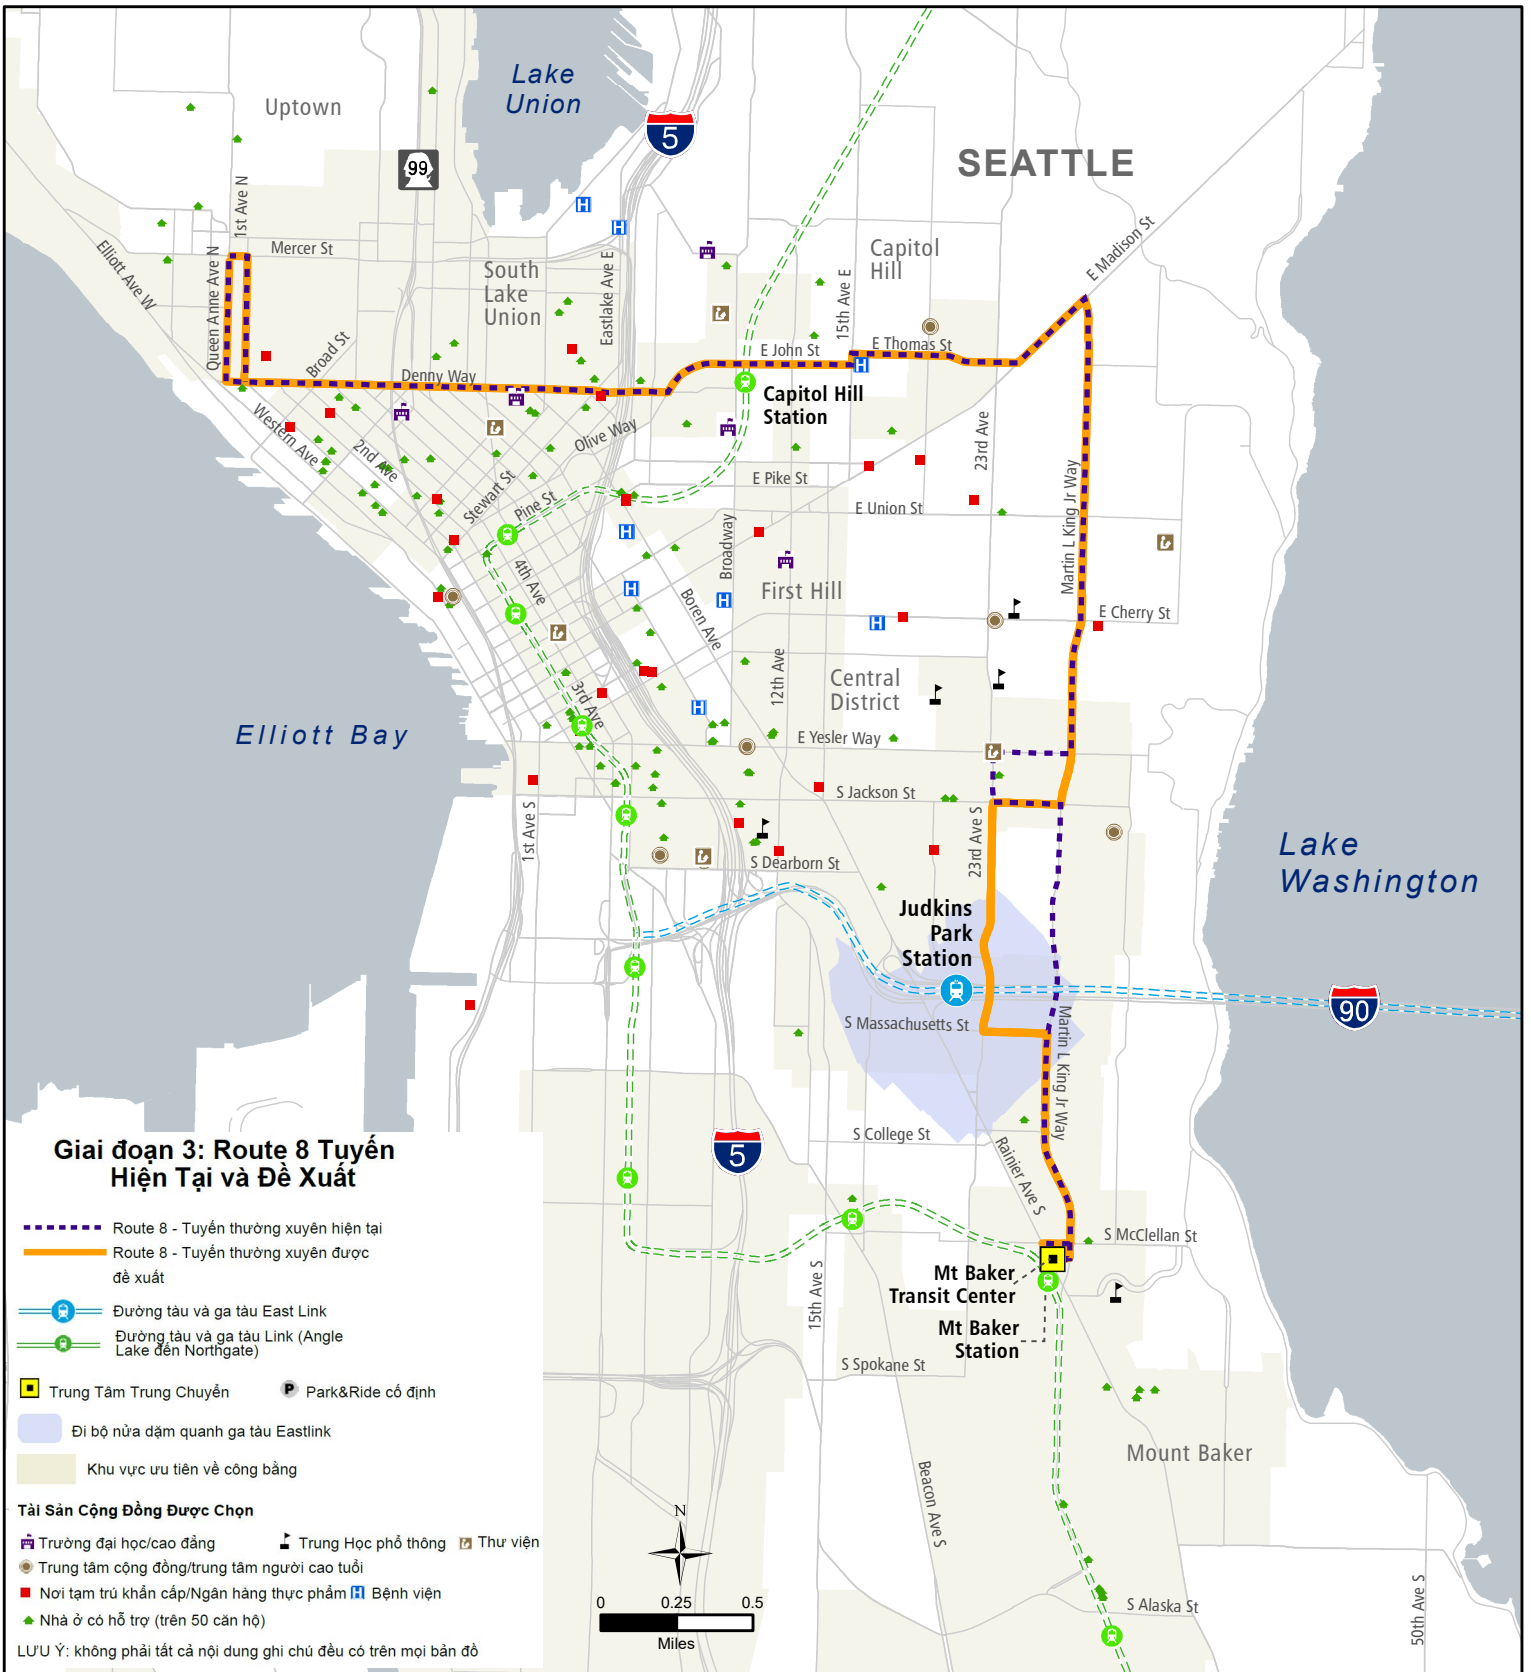 Lake
Union
Uptown
5
99
SEATTLE
1st Ave N
Mercer St
Elliott Ave W
Queen Anne Ave N
South
Lake
Union
Eastlake Ave E
Capitol
Hill
15th Ave E
E Madison St
Broad St
Denny Way
E John St
E Thomas St
Capitol Hill
Station
Western Ave
2nd Ave
Olive Way
Stewart St
Pine St
E Pike St
E Union St
23rd Ave
Martin L King Jr Way
4th Ave
Broadway
First Hill
Boren Ave
E Cherry St
12th Ave
Central
District
3rd Ave
Elliott Bay
E Yesler Way
S Jackson St
1st Ave S
23rd Ave S
S Dearborn St
Lake
Washington
Judkins
Park
Station
90
S Massachusetts St
Martin L King Jr Way
S College St
5
Rainier Ave S
S McClellan St
Mt Baker
Transit Center
Mt Baker
Station
15th Ave S
S Spokane St
Mount Baker
Beacon Ave S
S Alaska St
50th Ave S
Giai đoạn 3: Route 8 Tuyến
Hiện Tại và Đề Xuất
Route 8 - Tuyến thường xuyên hiện tại
Route 8 - Tuyến thường xuyên được
đề xuất
Đường tàu và ga tàu East Link
Đường tàu và ga tàu Link (Angle
Lake đến Northgate)
Trung Tâm Trung Chuyển
P Park&Ride cố định
Đi bộ nửa dặm quanh ga tàu Eastlink
Khu vực ưu tiên về công bằng
Tài Sản Cộng Đồng Được Chọn
Trường đại học/cao đẳng
Trung Học phổ thông
Thư viện
Trung tâm cộng đồng/trung tâm người cao tuổi
Nơi tạm trú khẩn cấp/Ngân hàng thực phẩm
H Bệnh viện
Nhà ở có hỗ trợ (trên 50 căn hộ)
LƯU Ý: không phải tất cả nội dung ghi chú đều có trên mọi bản đồ
N
0 0.25 0.5
Miles